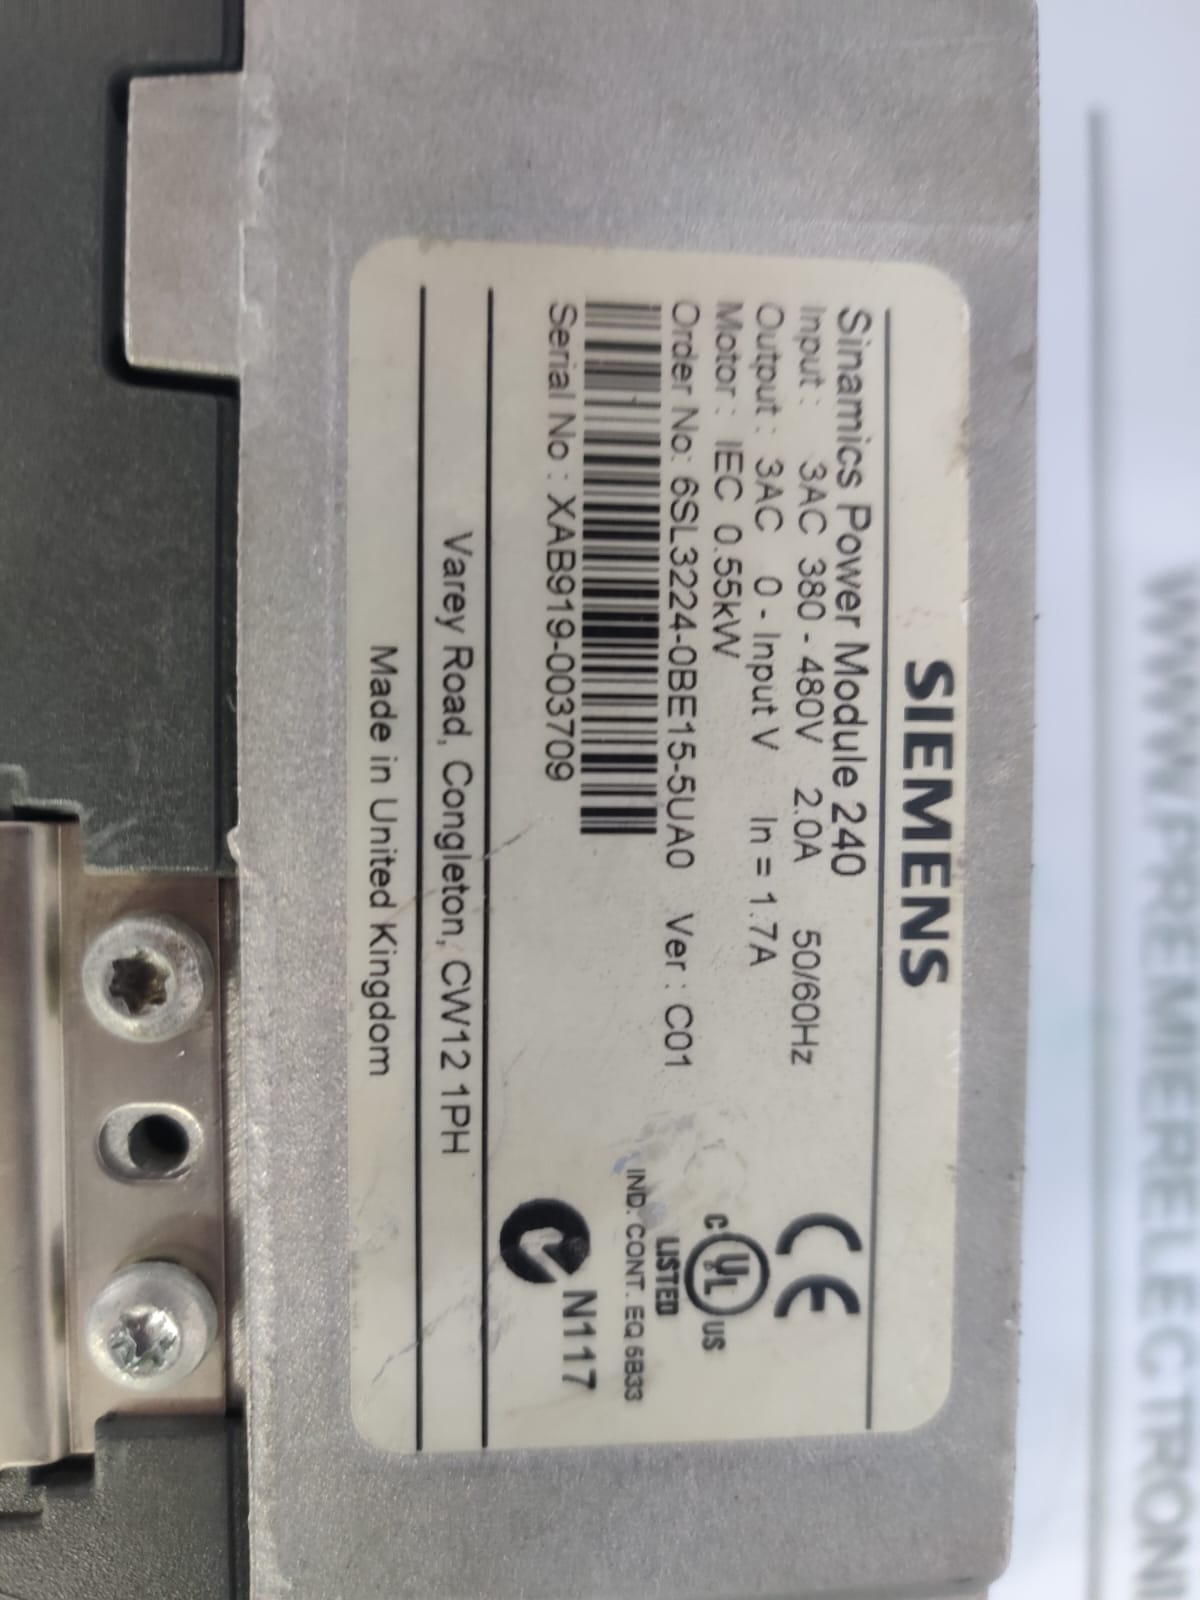 SIEMENS
Sinamics Power Module 240
Input : 3AC 380 - 480V 2.0A 50/60Hz
Output : 3AC 0 - Input V In = 1.7A
Motor : IEC 0.55kW
Order No: 6SL3224-0BE15-5UA0 Ver : C01
Serial No : XAB919-003709
CE
C UL US
LISTED
IND. CONT. EQ 5B33
N117
Varey Road, Congleton, CW12 1PH
Made in United Kingdom
WWW.PREMIERELECTRONI